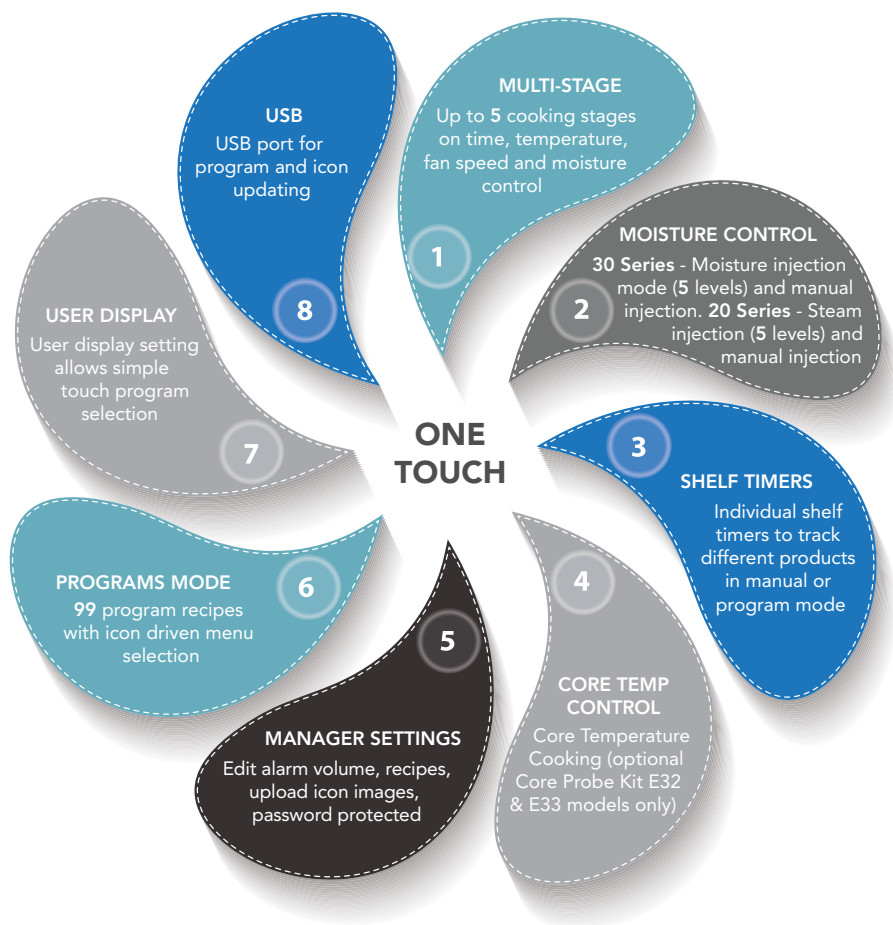 ONE
TOUCH
MULTI-STAGE
Up to 5 cooking stages
on time, temperature,
fan speed and moisture
control
1
MOISTURE CONTROL
30 Series - Moisture injection
mode (5 levels) and manual
injection. 20 Series - Steam
injection (5 levels) and
manual injection
2
3
SHELF TIMERS
Individual shelf
timers to track
different products
in manual or
program mode
4
CORE TEMP
CONTROL
Core Temperature
Cooking (optional
Core Probe Kit E32
& E33 models only)
5
MANAGER SETTINGS
Edit alarm volume, recipes,
upload icon images,
password protected
6
PROGRAMS MODE
99 program recipes
with icon driven menu
selection
USER DISPLAY
User display setting
allows simple
touch program
selection
7
USB
USB port for
program and icon
updating
8